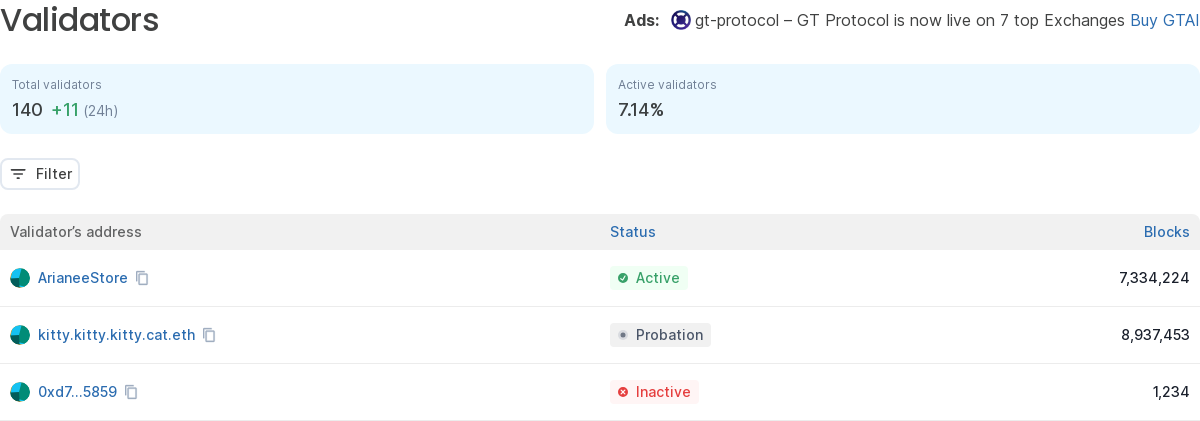 Validators
Ads: gt-protocol – GT Protocol is now live on 7 top Exchanges Buy GTAI
Total validators
140 +11 (24h)
Active validators
7.14%
Filter
Validator’s address Status Blocks
ArianeeStore Active 7,334,224
kitty.kitty.kitty.cat.eth Probation 8,937,453
0xd7...5859 Inactive 1,234